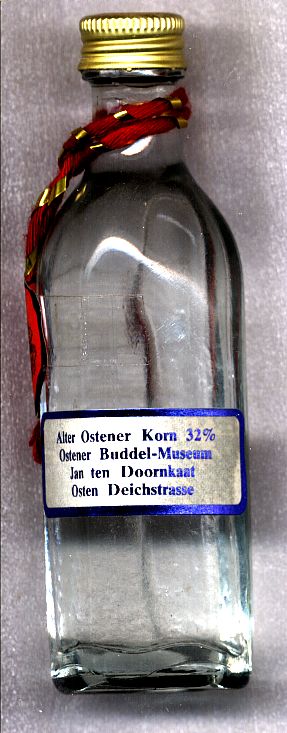 Alter Ostener Korn 32%
Ostener Buddel-Museum
Jan ten Doornkaat
Osten Deichstrasse